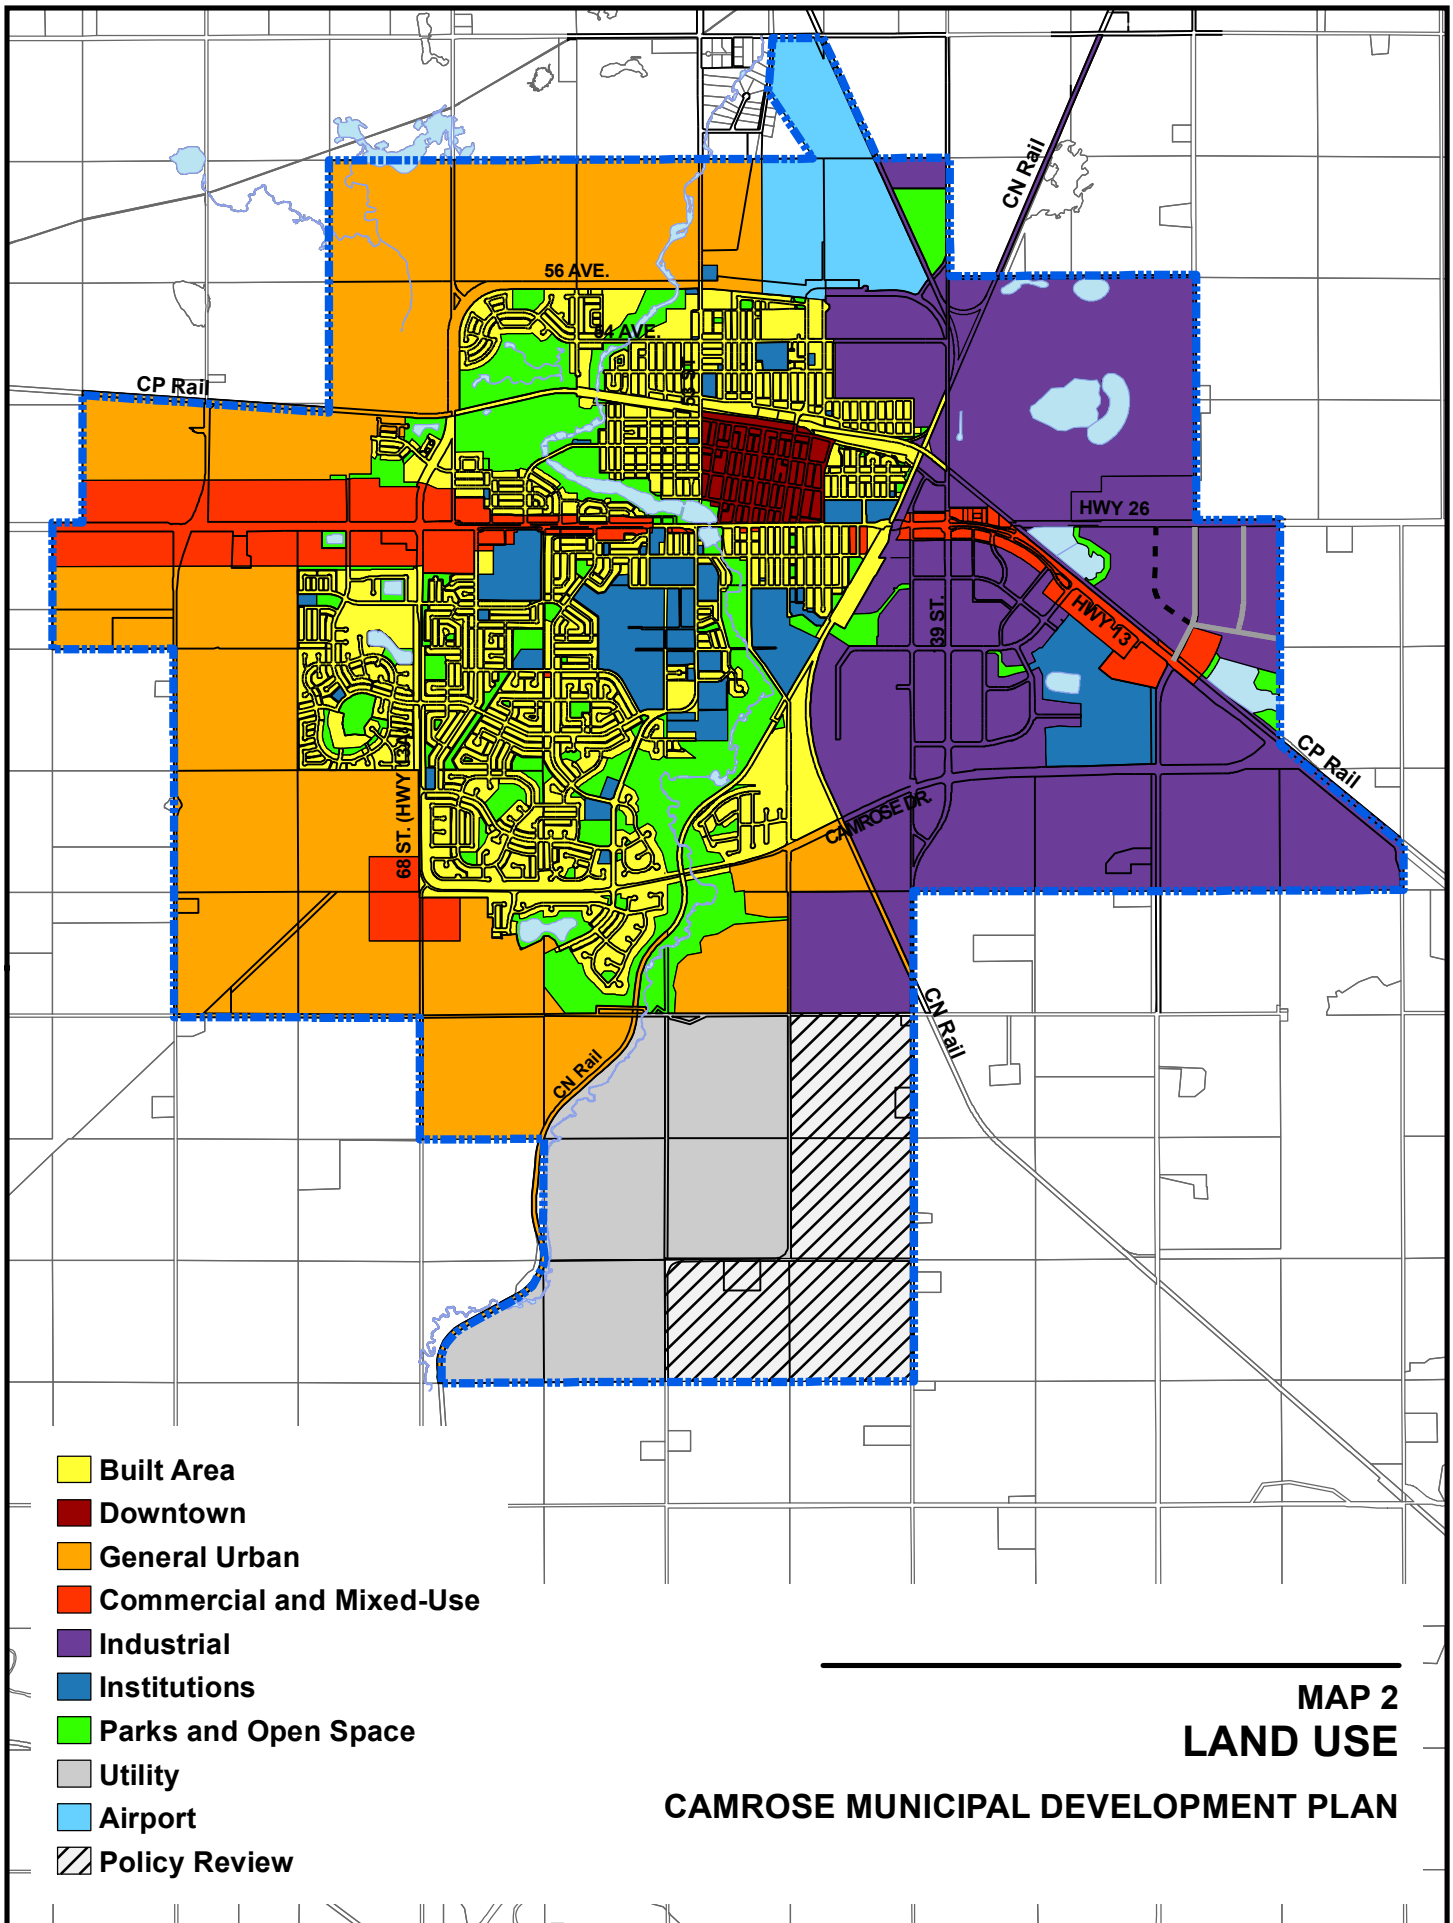 CN Rail
56 AVE.
54 AVE.
53 ST.
CP Rail
HWY 26
39 ST.
HWY 13
CP Rail
68 ST. (HWY
CAMROSE DR.
CN Rail
CN Rail
Built Area
Downtown
General Urban
Commercial and Mixed-Use
Industrial
Institutions
Parks and Open Space
Utility
Airport
Policy Review
MAP 2
LAND USE
CAMROSE MUNICIPAL DEVELOPMENT PLAN